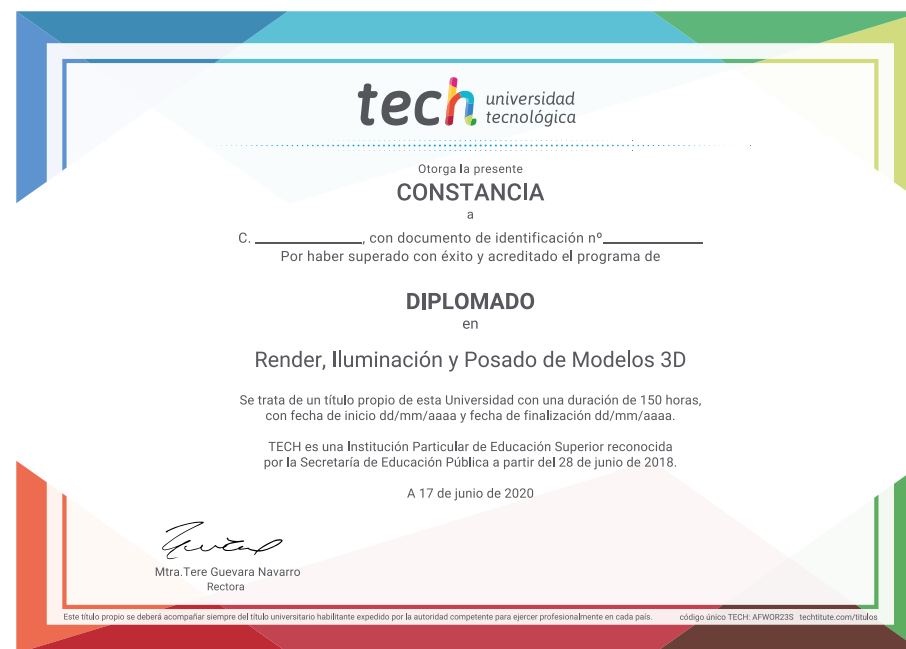 tech universidad
tecnológica
Otorga la presente
CONSTANCIA
a
C. ______________, con documento de identificación nº_____________
Por haber superado con éxito y acreditado el programa de
DIPLOMADO
en
Render, Iluminación y Posado de Modelos 3D
Se trata de un título propio de esta Universidad con una duración de 150 horas,
con fecha de inicio dd/mm/aaaa y fecha de finalización dd/mm/aaaa.
TECH es una Institución Particular de Educación Superior reconocida
por la Secretaría de Educación Pública a partir del 28 de junio de 2018.
A 17 de junio de 2020
Mtra.Tere Guevara Navarro
Rectora
Este título propio se deberá acompañar siempre del título universitario habilitante expedido por la autoridad competente para ejercer profesionalmente en cada país. código único TECH: AFWOR23S techtitute.com/titulos